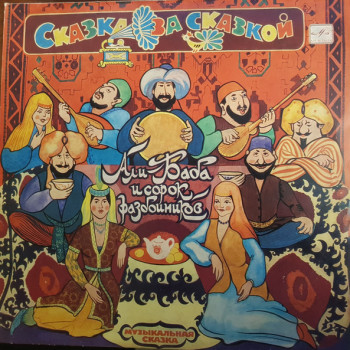 Сказка за сказкой
Али-Баба
и сорок
разбойников
МУЗЫКАЛЬНАЯ
СКАЗКА